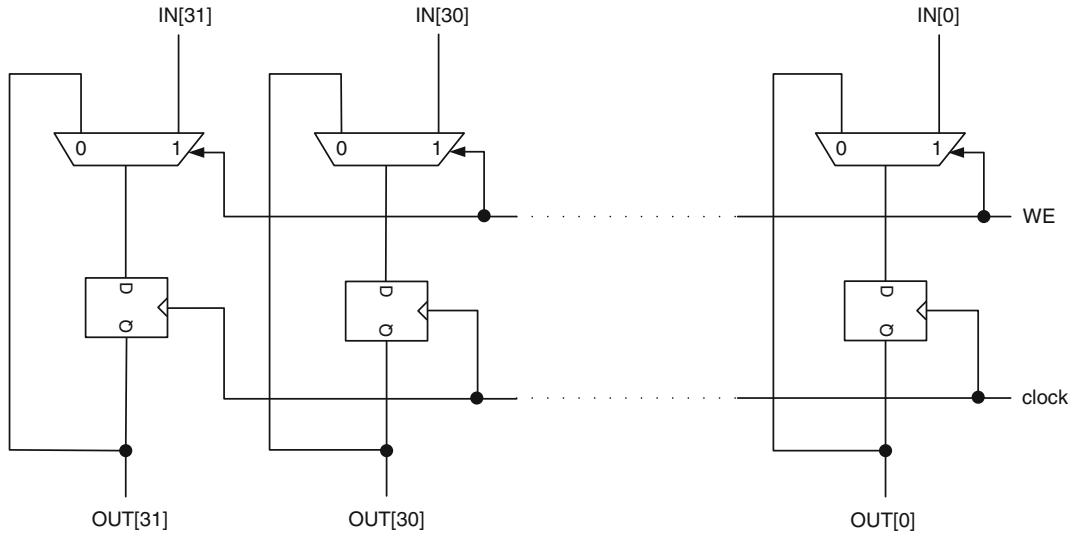 IN[31] IN[30] IN[0]
0 1 0 1 0 1
WE
D D D
Q Q Q
clock
OUT[31] OUT[30] OUT[0]